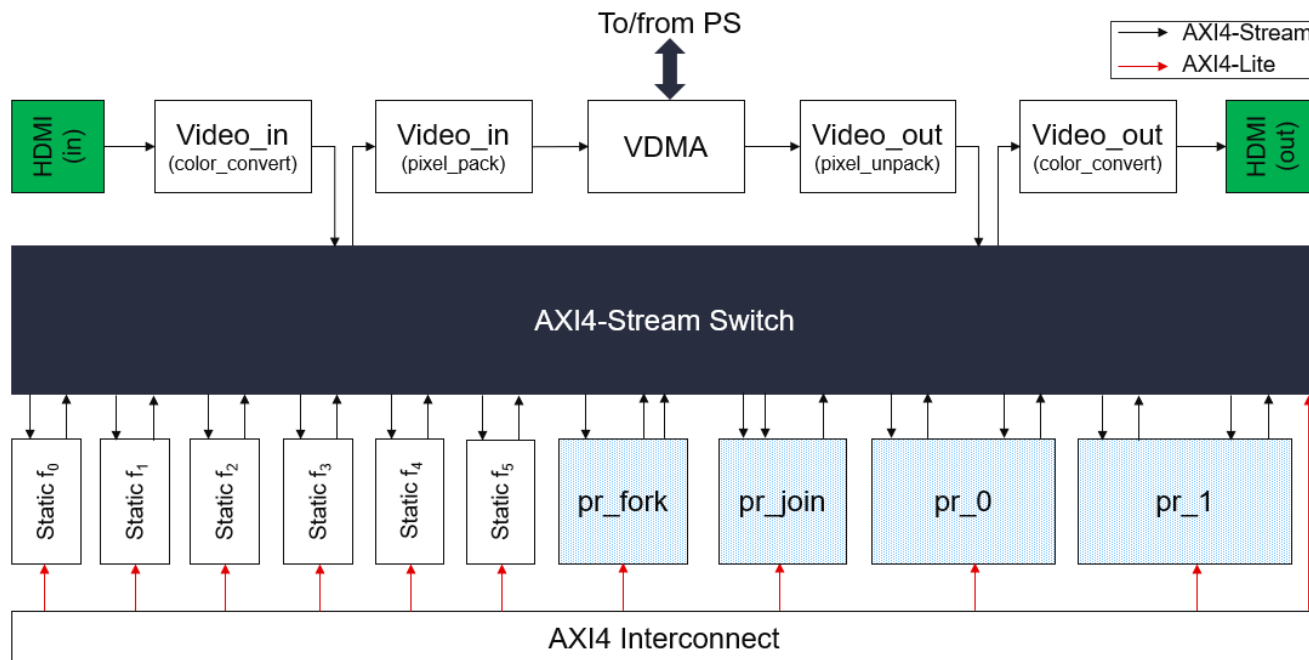 To/from PS
AXI4-Stream
AXI4-Lite
HDMI
(in)
Video_in
(color_convert)
Video_in
(pixel_pack)
VDMA
Video_out
(pixel_unpack)
Video_out
(color_convert)
HDMI
(out)
AXI4-Stream Switch
Static f₀
Static f₁
Static f₂
Static f₃
Static f₄
Static f₅
pr_fork
pr_join
pr_0
pr_1
AXI4 Interconnect